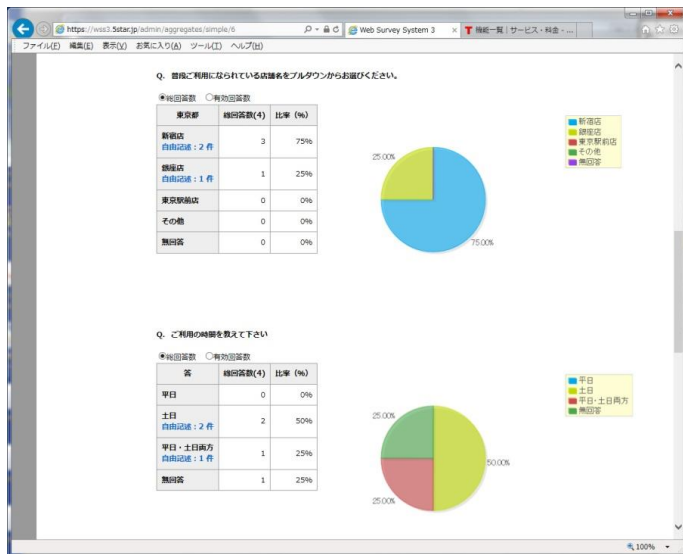 https://wss3.5star.jp/admin/aggregates/simple/6
Web Survey System 3
機能一覧｜サービス・料金 - ...
ファイル(F) 編集(E) 表示(V) お気に入り(A) ツール(T) ヘルプ(H)
Q. 普段ご利用になられている店舗名をプルダウンからお選びください。
総回答数 有効回答数
東京都 総回答数(4) 比率 (%)
新宿店 3 75%
自由記述：2 件
銀座店 1 25%
自由記述：1 件
東京駅前店 0 0%
その他 0 0%
無回答 0 0%
25.00%
75.00%
新宿店
銀座店
東京駅前店
その他
無回答
Q. ご利用の時間を教えて下さい
総回答数 有効回答数
答 総回答数(4) 比率 (%)
平日 0 0%
土日 2 50%
自由記述：2 件
平日・土日両方 1 25%
自由記述：1 件
無回答 1 25%
25.00%
50.00%
25.00%
平日
土日
平日・土日両方
無回答
100%